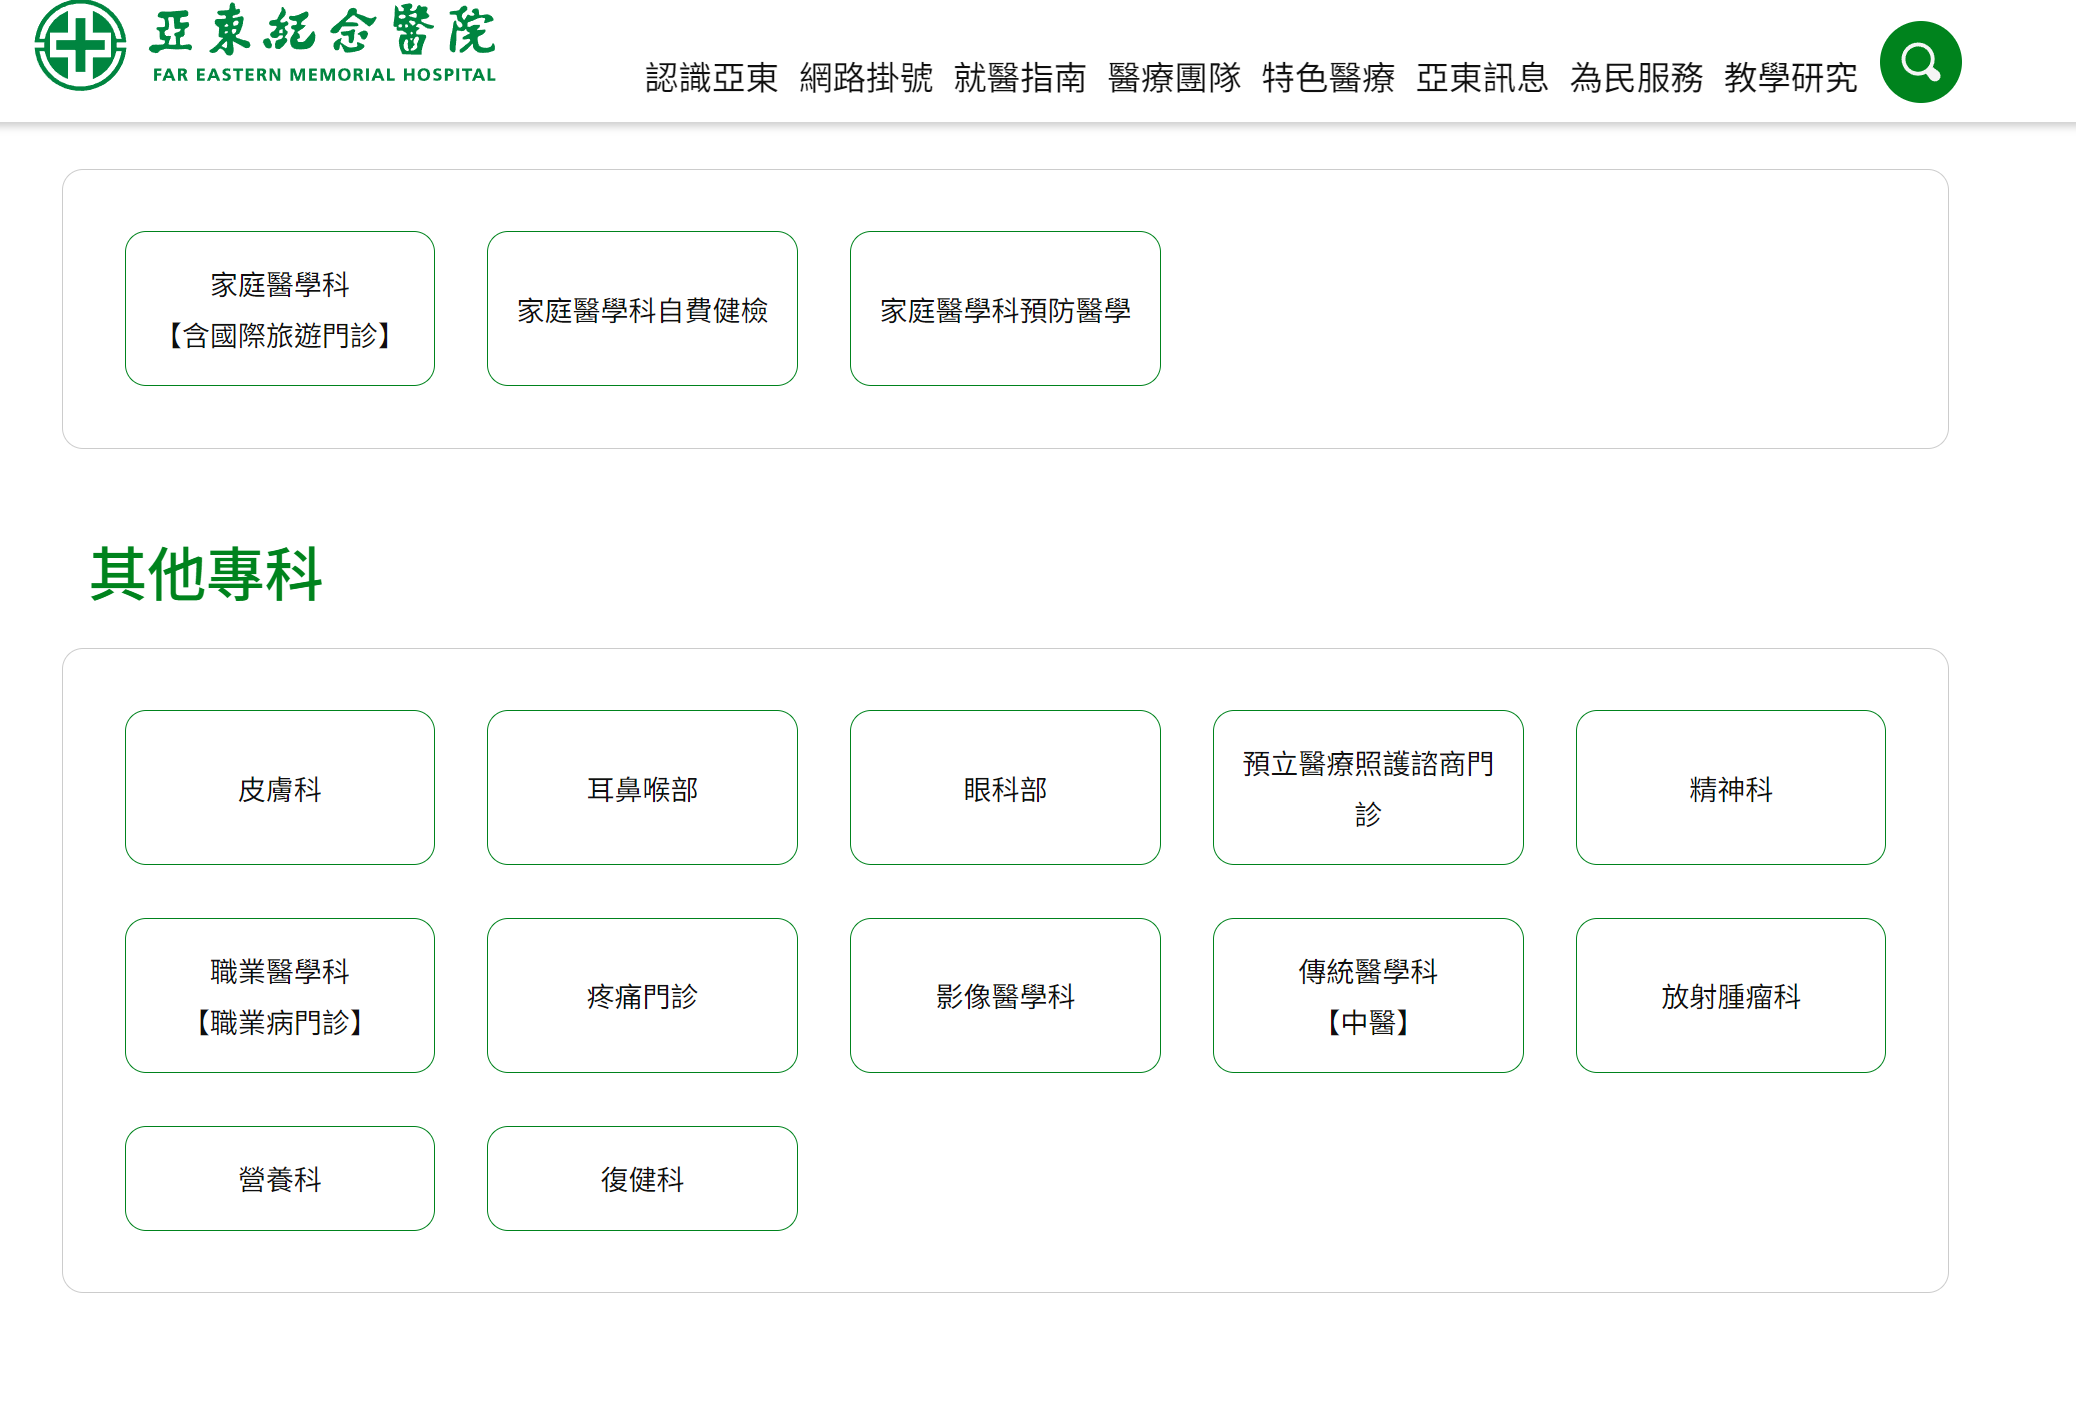 亞東紀念醫院
FAR EASTERN MEMORIAL HOSPITAL
認識亞東 網路掛號 就醫指南 醫療團隊 特色醫療 亞東訊息 為民服務 教學研究
家庭醫學科
【含國際旅遊門診】
家庭醫學科自費健檢
家庭醫學科預防醫學
其他專科
皮膚科
耳鼻喉部
眼科部
預立醫療照護諮商門
診
精神科
職業醫學科
【職業病門診】
疼痛門診
影像醫學科
傳統醫學科
【中醫】
放射腫瘤科
營養科
復健科